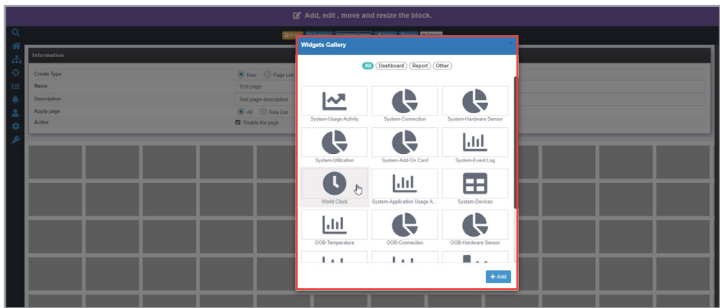 Add, edit , move and resize the block.
Widgets Gallery
Information
All Dashboard Report Other
Create Type New Page List
Name Test page
Description Test page description
Apply page All Role List
Active Enable the page
System-Usage Activity System-Connection System-Hardware Sensor
System-Utilization System-Add-On Card System-Event Log
World Clock System-Application Usage A... System-Devices
OOB-Temperature OOB-Connection OOB-Hardware Sensor
+ Add